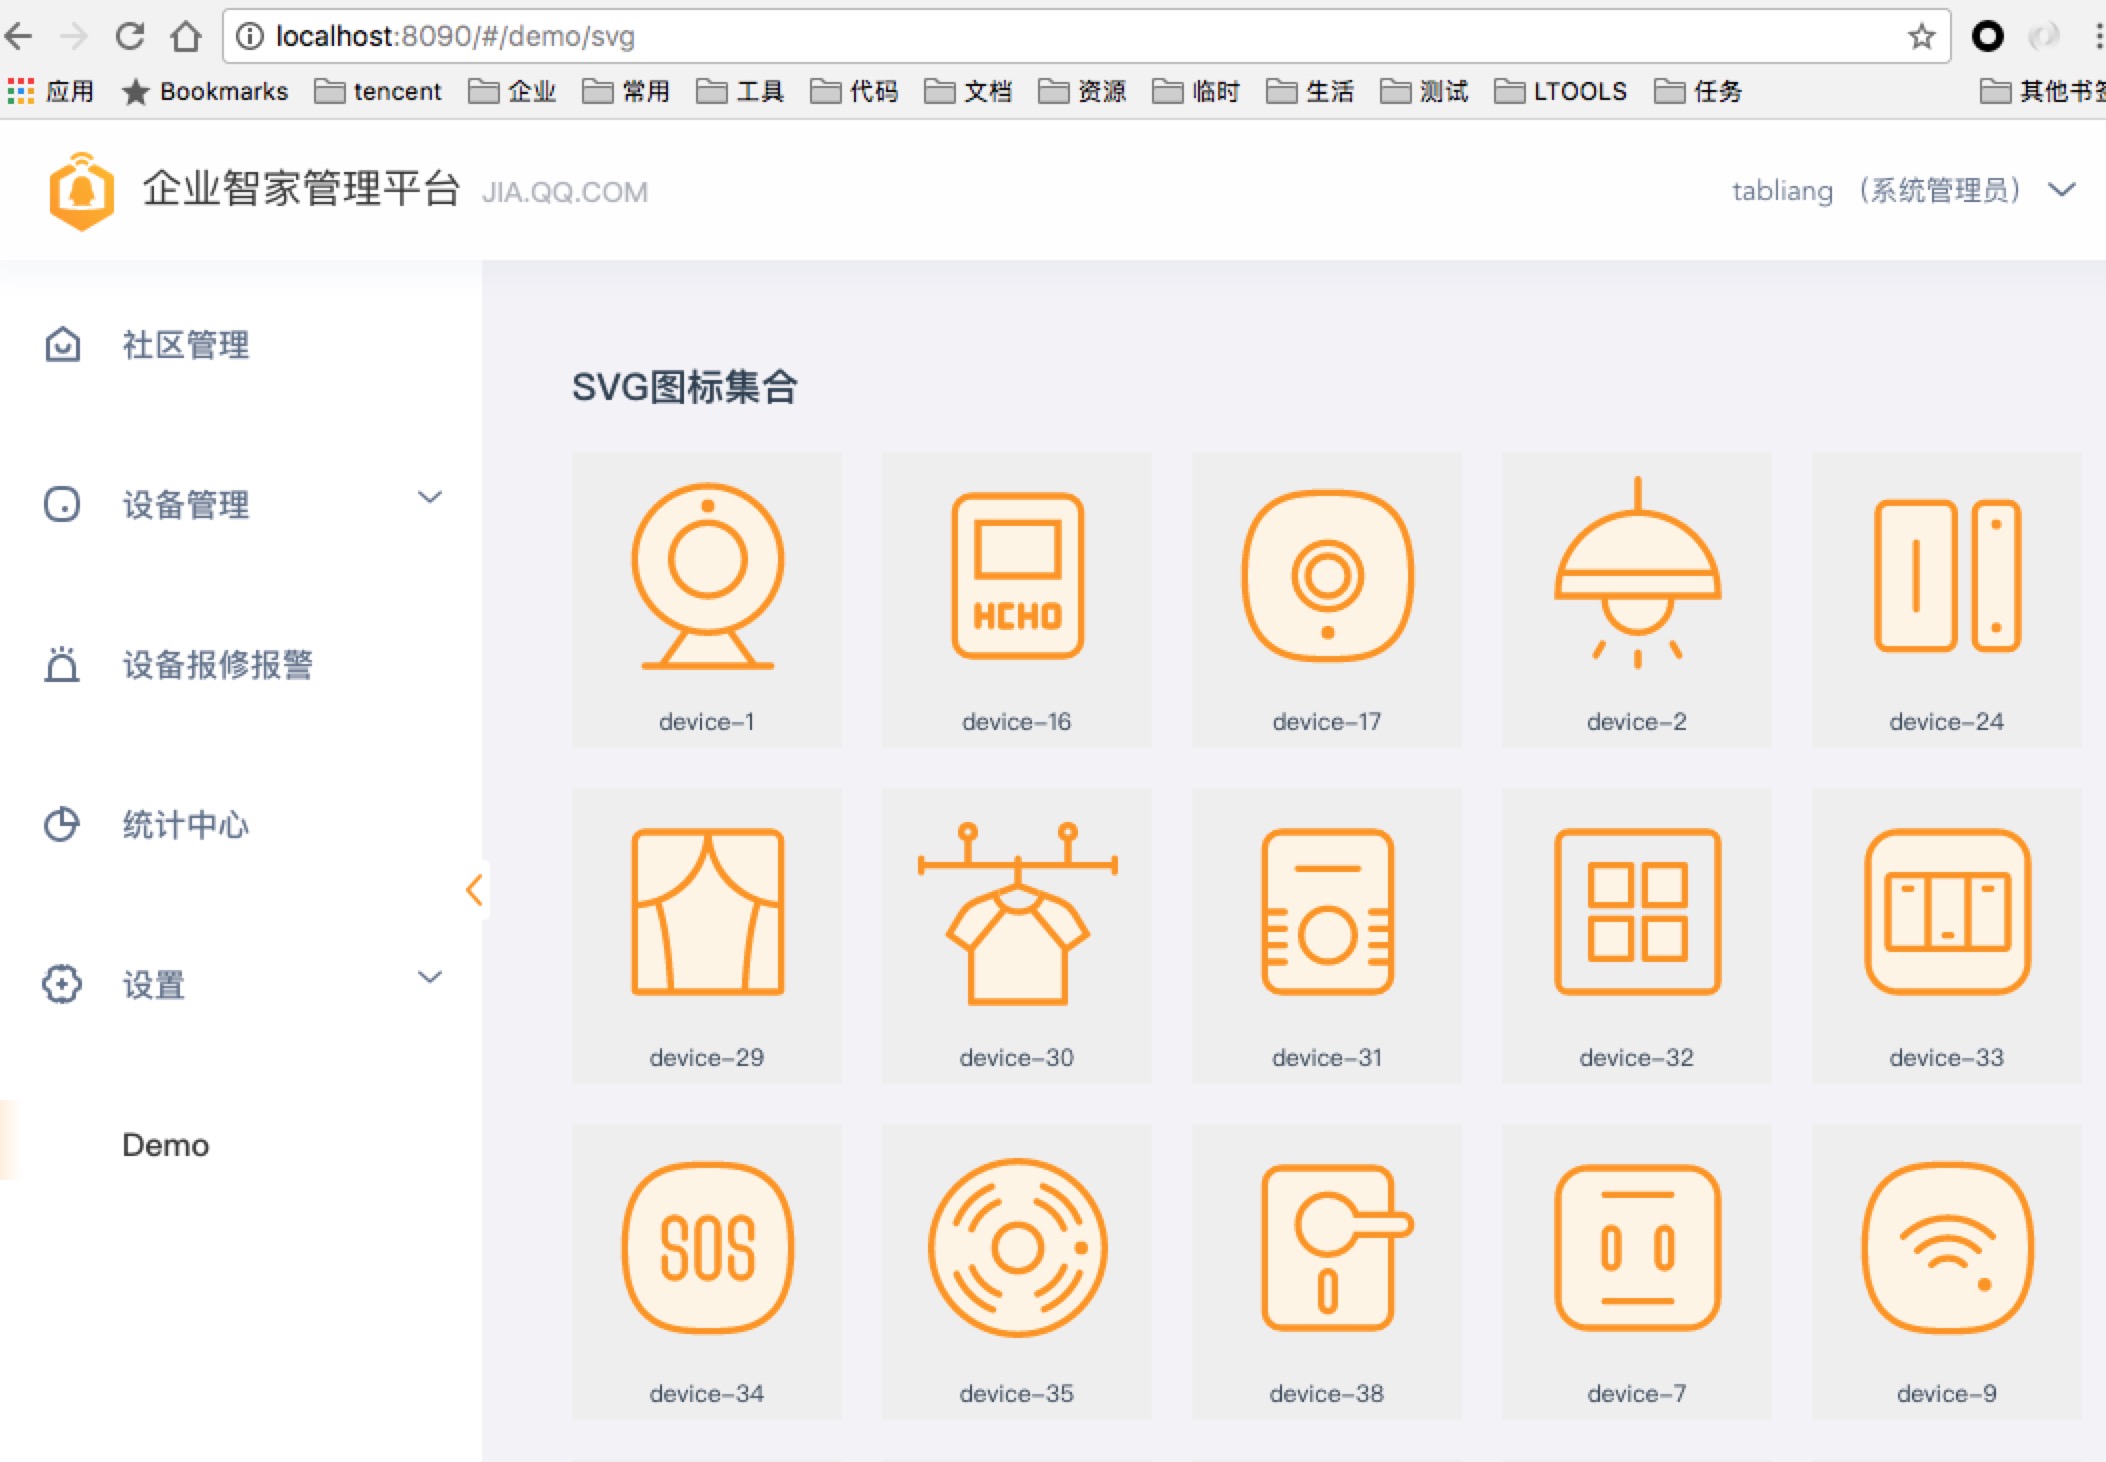 localhost:8090/#/demo/svg
应用 Bookmarks tencent 企业 常用 工具 代码 文档 资源 临时 生活 测试 LTOOLS 任务 其他书签
企业智家管理平台 JIA.QQ.COM tabliang （系统管理员）
社区管理
设备管理
设备报修报警
统计中心
设置
Demo
SVG图标集合
HCHO
device-1 device-16 device-17 device-2 device-24
device-29 device-30 device-31 device-32 device-33
SOS
device-34 device-35 device-38 device-7 device-9